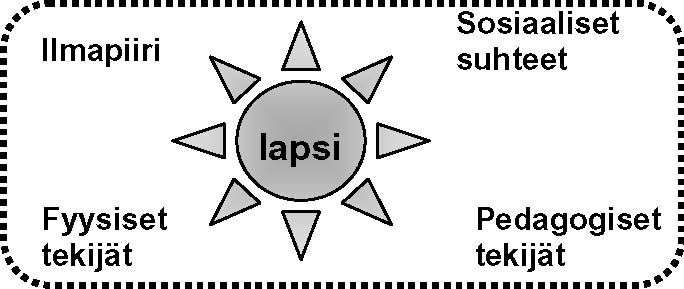 Ilmapiiri
Sosiaaliset
suhteet
lapsi
Fyysiset
tekijät
Pedagogiset
tekijät